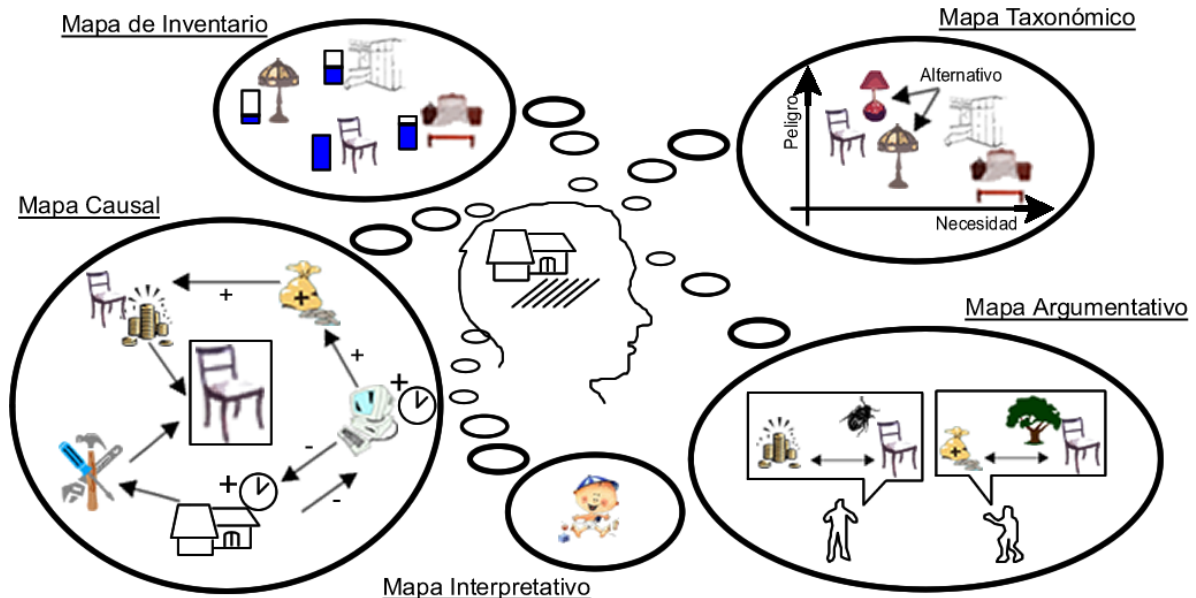 Mapa de Inventario
Mapa Taxonómico
Alternativo
Peligro
Necesidad
Mapa Causal
+
+
+
+
-
-
+
Mapa Argumentativo
+
Mapa Interpretativo